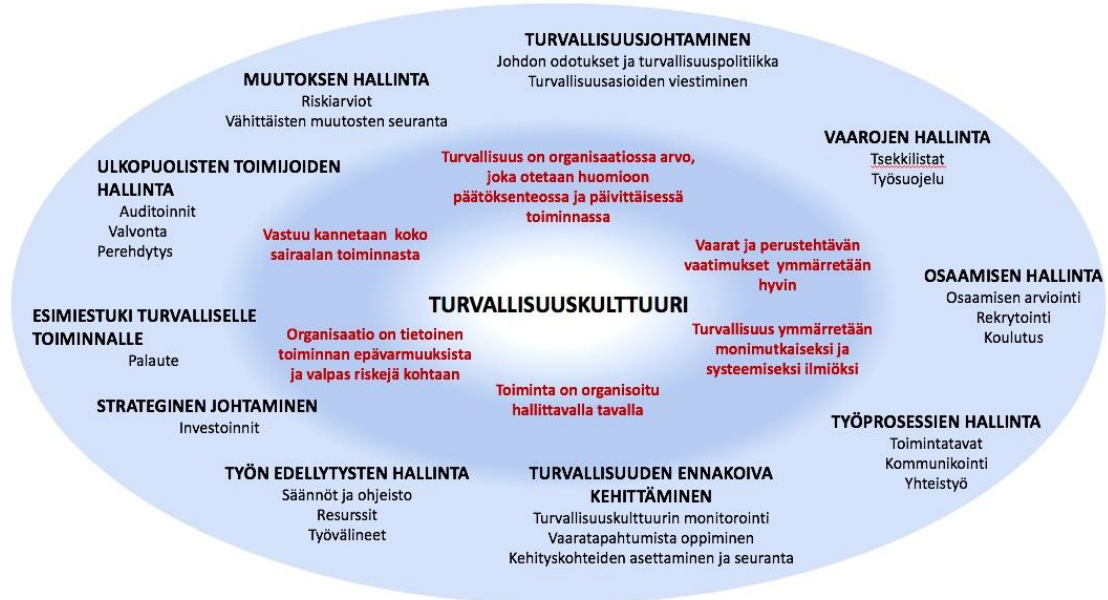 TURVALLISUUSJOHTAMINEN
Johdon odotukset ja turvallisuuspolitiikka
Turvallisuusasioiden viestiminen
MUUTOKSEN HALLINTA
Riskiarviot
Vähittäisten muutosten seuranta
VAAROJEN HALLINTA
Tsekkilistat
Työsuojelu
ULKOPUOLISTEN TOIMIJOIDEN
HALLINTA
Auditoinnit
Valvonta
Perehdytys
Turvallisuus on organisaatiossa arvo,
joka otetaan huomioon
päätöksenteossa ja päivittäisessä
toiminnassa
Vastuu kannetaan koko
sairaalan toiminnasta
Vaarat ja perustehtävän
vaatimukset ymmärretään
hyvin
OSAAMISEN HALLINTA
Osaamisen arviointi
Rekrytointi
Koulutus
TURVALLISUUSKULTTUURI
ESIMIESTUKI TURVALLISELLE
TOIMINNALLE
Palaute
Organisaatio on tietoinen
toiminnan epävarmuuksista
ja valpas riskejä kohtaan
Turvallisuus ymmärretään
monimutkaiseksi ja
systeemiseksi ilmiöksi
Toiminta on organisoitu
hallittavalla tavalla
STRATEGINEN JOHTAMINEN
Investoinnit
TYÖPROSESSIEN HALLINTA
Toimintatavat
Kommunikointi
Yhteistyö
TYÖN EDELLYTYSTEN HALLINTA
Säännöt ja ohjeisto
Resurssit
Työvälineet
TURVALLISUUDEN ENNAKOIVA
KEHITTÄMINEN
Turvallisuuskulttuurin monitorointi
Vaaratapahtumista oppiminen
Kehityskohteiden asettaminen ja seuranta